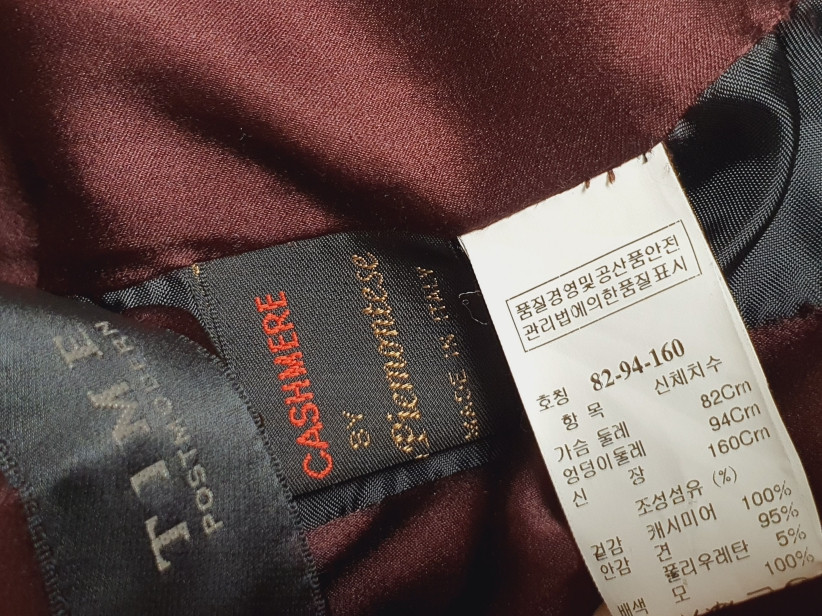 TIME
POSTMODERN
CASHMERE
BY
Piemontese
MADE IN ITALY
품질경영및공산품안전
관리법에의한품질표시
호칭 82-94-160
항 목 신체치수
가슴 둘레 82Cm
엉덩이둘레 94Cm
신 장 160Cm
조성섬유 (%)
겉감 캐시미어 100%
안감 견 95%
폴리우레탄 5%
배색 모 100%